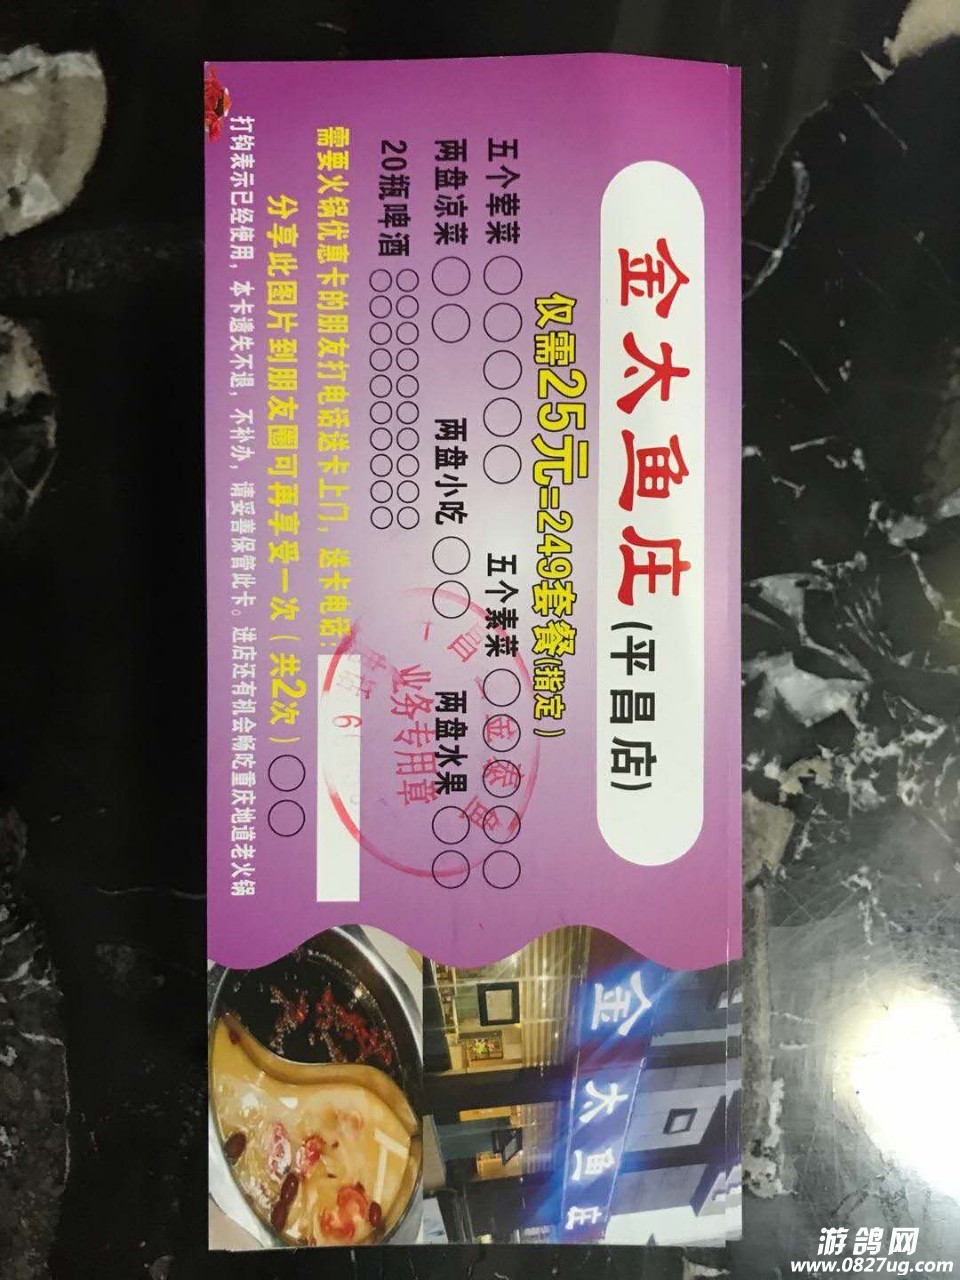 金太鱼庄(平昌店)
仅需25元=249套餐(指定)
五个荤菜 五个素菜
两盘凉菜 两盘小吃 两盘水果
20瓶啤酒
需要火锅优惠卡的朋友打电话送卡上门，送卡电话：
分享此图片到朋友圈可再享受一次（共2次）
打钩表示已经使用，本卡遗失不退，不补办，请妥善保管此卡。进店还有机会畅吃重庆地道老火锅
业务专用章
金太鱼庄
游鸽网
www.0827ug.com